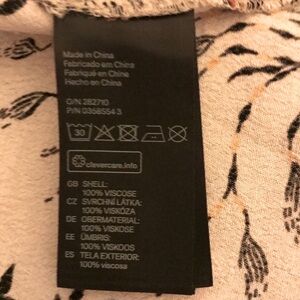 Made in China
Fabricado em China
Fabriqué en Chine
Hecho en China
G/N 282710
P/N 0358554 3
30
clevercare.info
GB SHELL:
100% VISCOSE
CZ SVRCHNÍ LÁTKA:
100% VISKÓZA
DE OBERMATERIAL:
100% VISKOSE
EE ÜMBRIS:
100% VISKOOS
ES TELA EXTERIOR:
100% viscosa